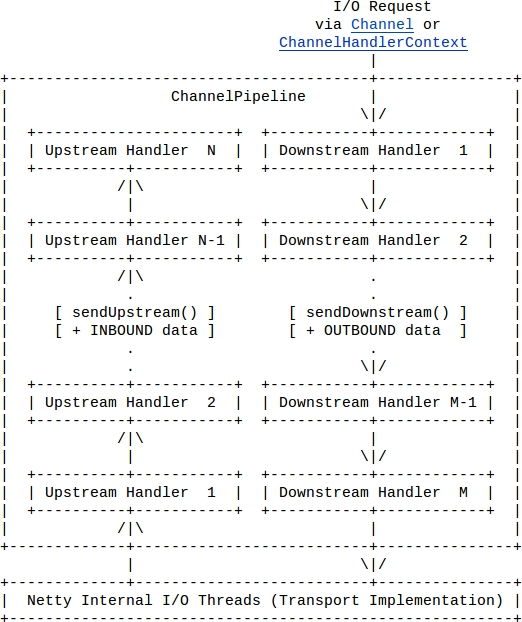 I/O Request
via Channel or
ChannelHandlerContext
ChannelPipeline
Upstream Handler N
Downstream Handler 1
Upstream Handler N-1
Downstream Handler 2
[ sendUpstream() ]
[ sendDownstream() ]
[ + INBOUND data ]
[ + OUTBOUND data ]
Upstream Handler 2
Downstream Handler M-1
Upstream Handler 1
Downstream Handler M
Netty Internal I/O Threads (Transport Implementation)